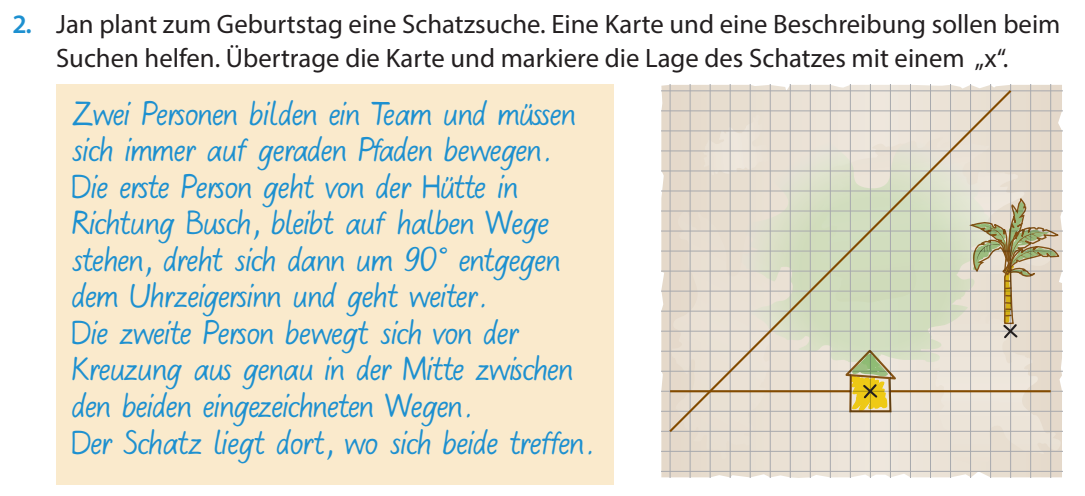 2. Jan plant zum Geburtstag eine Schatzsuche. Eine Karte und eine Beschreibung sollen beim
Suchen helfen. Übertrage die Karte und markiere die Lage des Schatzes mit einem „x“.
Zwei Personen bilden ein Team und müssen
sich immer auf geraden Pfaden bewegen.
Die erste Person geht von der Hütte in
Richtung Busch, bleibt auf halben Wege
stehen, dreht sich dann um 90° entgegen
dem Uhrzeigersinn und geht weiter.
Die zweite Person bewegt sich von der
Kreuzung aus genau in der Mitte zwischen
den beiden eingezeichneten Wegen.
Der Schatz liegt dort, wo sich beide treffen.